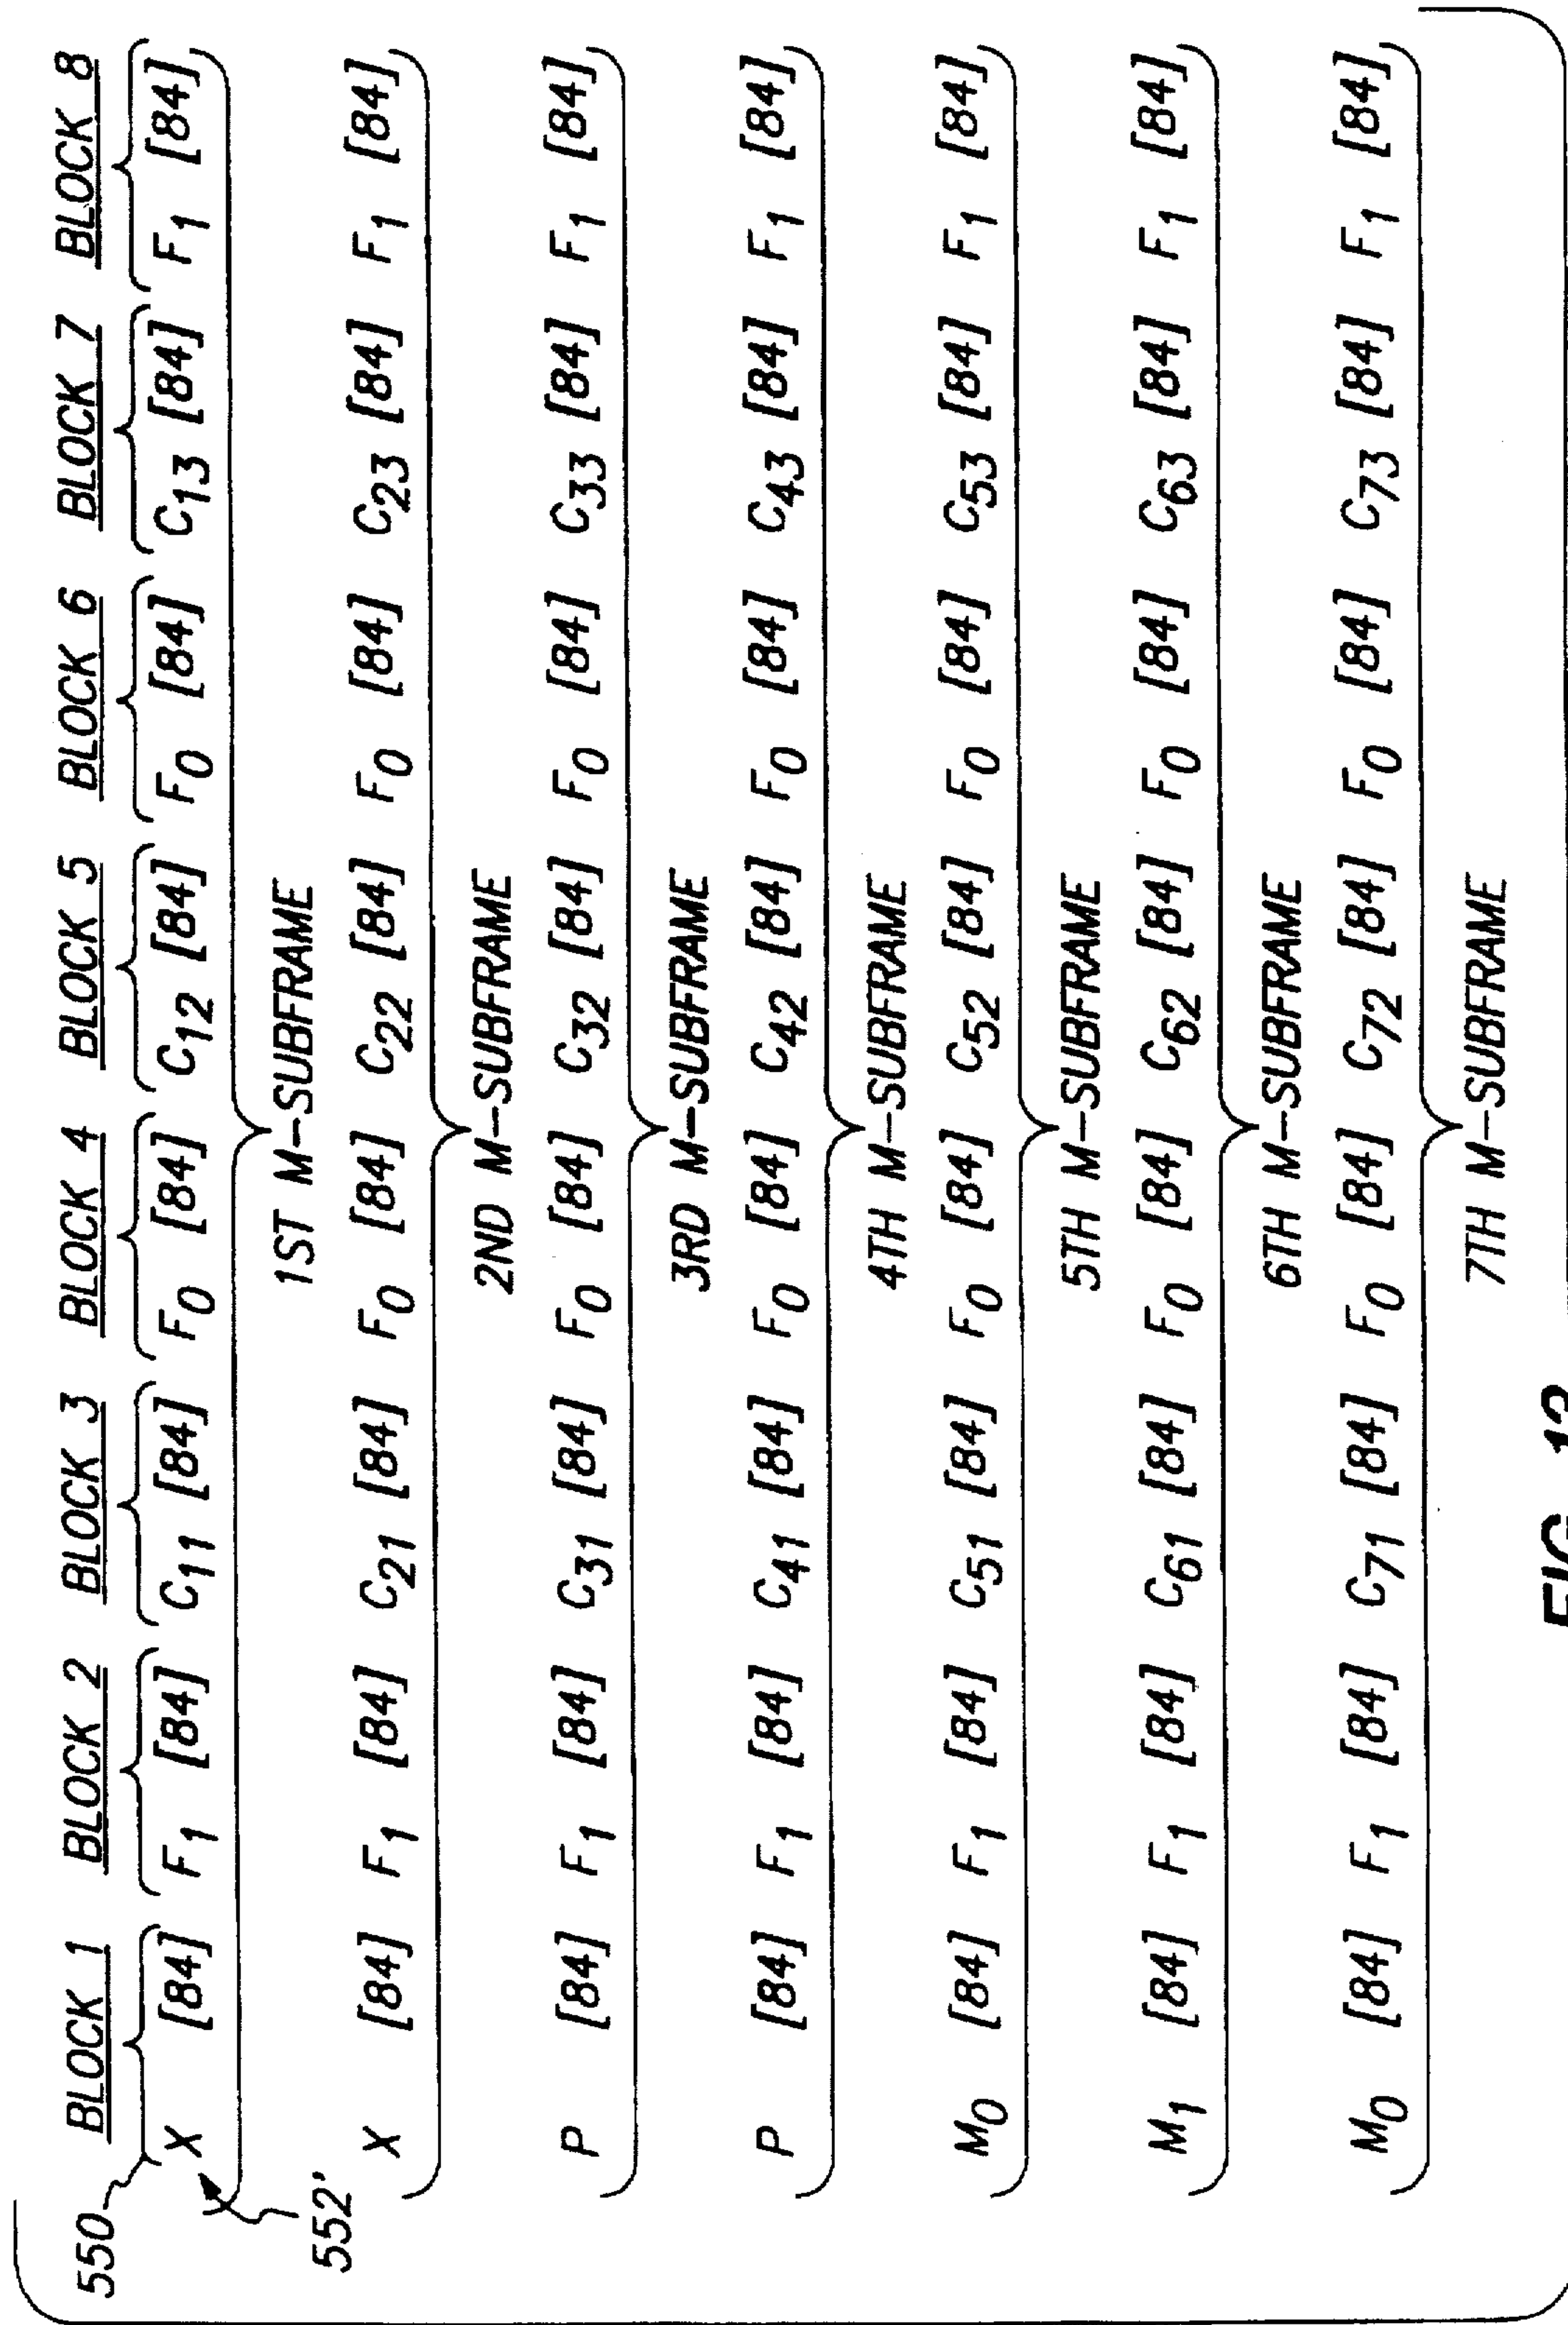 BLOCK 1 BLOCK 2 BLOCK 3 BLOCK 4 BLOCK 5 BLOCK 6 BLOCK 7 BLOCK 8
550
X [84] F1 [84] C11 [84] F0 [84] C12 [84] F0 [84] C13 [84] F1 [84]
552'
1ST M-SUBFRAME
X [84] F1 [84] C21 [84] F0 [84] C22 [84] F0 [84] C23 [84] F1 [84]
2ND M-SUBFRAME
P [84] F1 [84] C31 [84] F0 [84] C32 [84] F0 [84] C33 [84] F1 [84]
3RD M-SUBFRAME
P [84] F1 [84] C41 [84] F0 [84] C42 [84] F0 [84] C43 [84] F1 [84]
4TH M-SUBFRAME
M0 [84] F1 [84] C51 [84] F0 [84] C52 [84] F0 [84] C53 [84] F1 [84]
5TH M-SUBFRAME
M1 [84] F1 [84] C61 [84] F0 [84] C62 [84] F0 [84] C63 [84] F1 [84]
6TH M-SUBFRAME
M0 [84] F1 [84] C71 [84] F0 [84] C72 [84] F0 [84] C73 [84] F1 [84]
7TH M-SUBFRAME